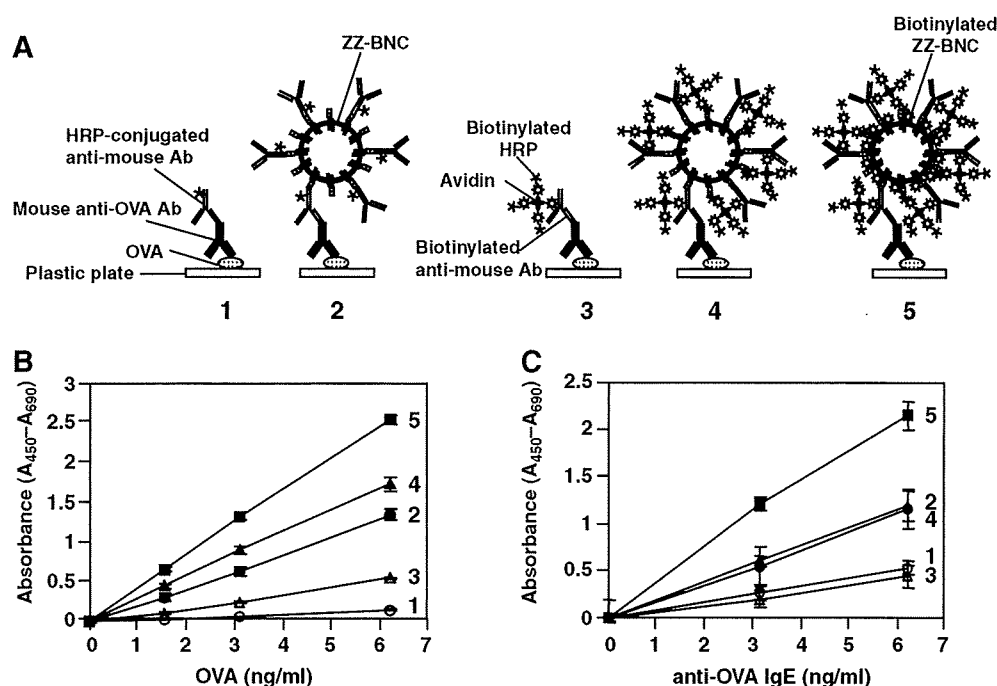 A
ZZ-BNC
Biotinylated
ZZ-BNC
HRP-conjugated
anti-mouse Ab
Mouse anti-OVA Ab
OVA
Plastic plate
Biotinylated
HRP
Avidin
Biotinylated
anti-mouse Ab
1
2
3
4
5
B
Absorbance (A450–A690)
3
2.5
2
1.5
1
0.5
0
0
1
2
3
4
5
6
7
OVA (ng/ml)
5
4
2
3
1
C
Absorbance (A450–A690)
2.5
2
1.5
1
0.5
0
0
1
2
3
4
5
6
7
anti-OVA IgE (ng/ml)
5
2
4
1
3